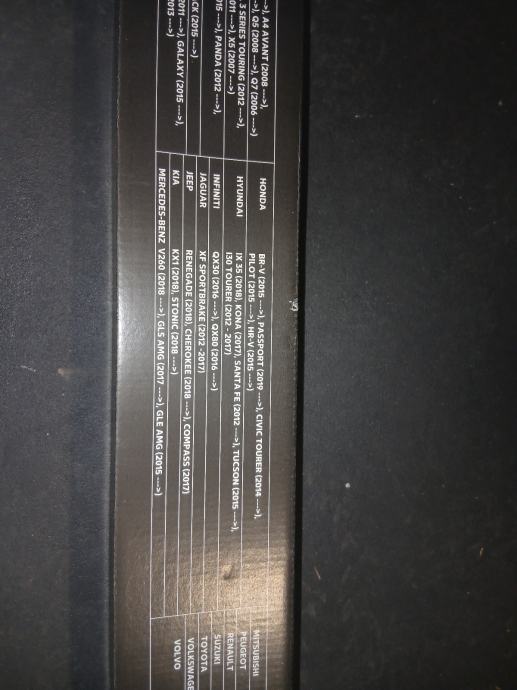 >), A4 AVANT (2008 --->),
>), Q5 (2008 --->), Q7 (2006 --->)
3 SERIES TOURING (2012 --->),
011 --->), X5 (2007 --->)
015 --->), PANDA (2012 --->),
CK (2015 --->)
2011 --->), GALAXY (2015 --->),
2013 --->)
HONDA BR-V (2015 --->), PASSPORT (2019 --->), CIVIC TOURER (2014 --->),
PILOT (2015 --->), HR-V (2015 --->)
HYUNDAI IX 35 (2018), KONA (2017), SANTA FE (2012 --->), TUCSON (2015 --->),
I30 TOURER (2012 - 2017)
INFINITI QX30 (2016 --->), QX80 (2016 --->)
JAGUAR XF SPORTBRAKE (2012 -2017)
JEEP RENEGADE (2018), CHEROKEE (2018 --->), COMPASS (2017)
KIA KX1 (2018), STONIC (2018 --->)
MERCEDES-BENZ V260 (2018 --->), GLS AMG (2017 --->), GLE AMG (2015 --->)
MITSUBISHI
PEUGEOT
RENAULT
SUZUKI
TOYOTA
VOLKSWAGE
VOLVO